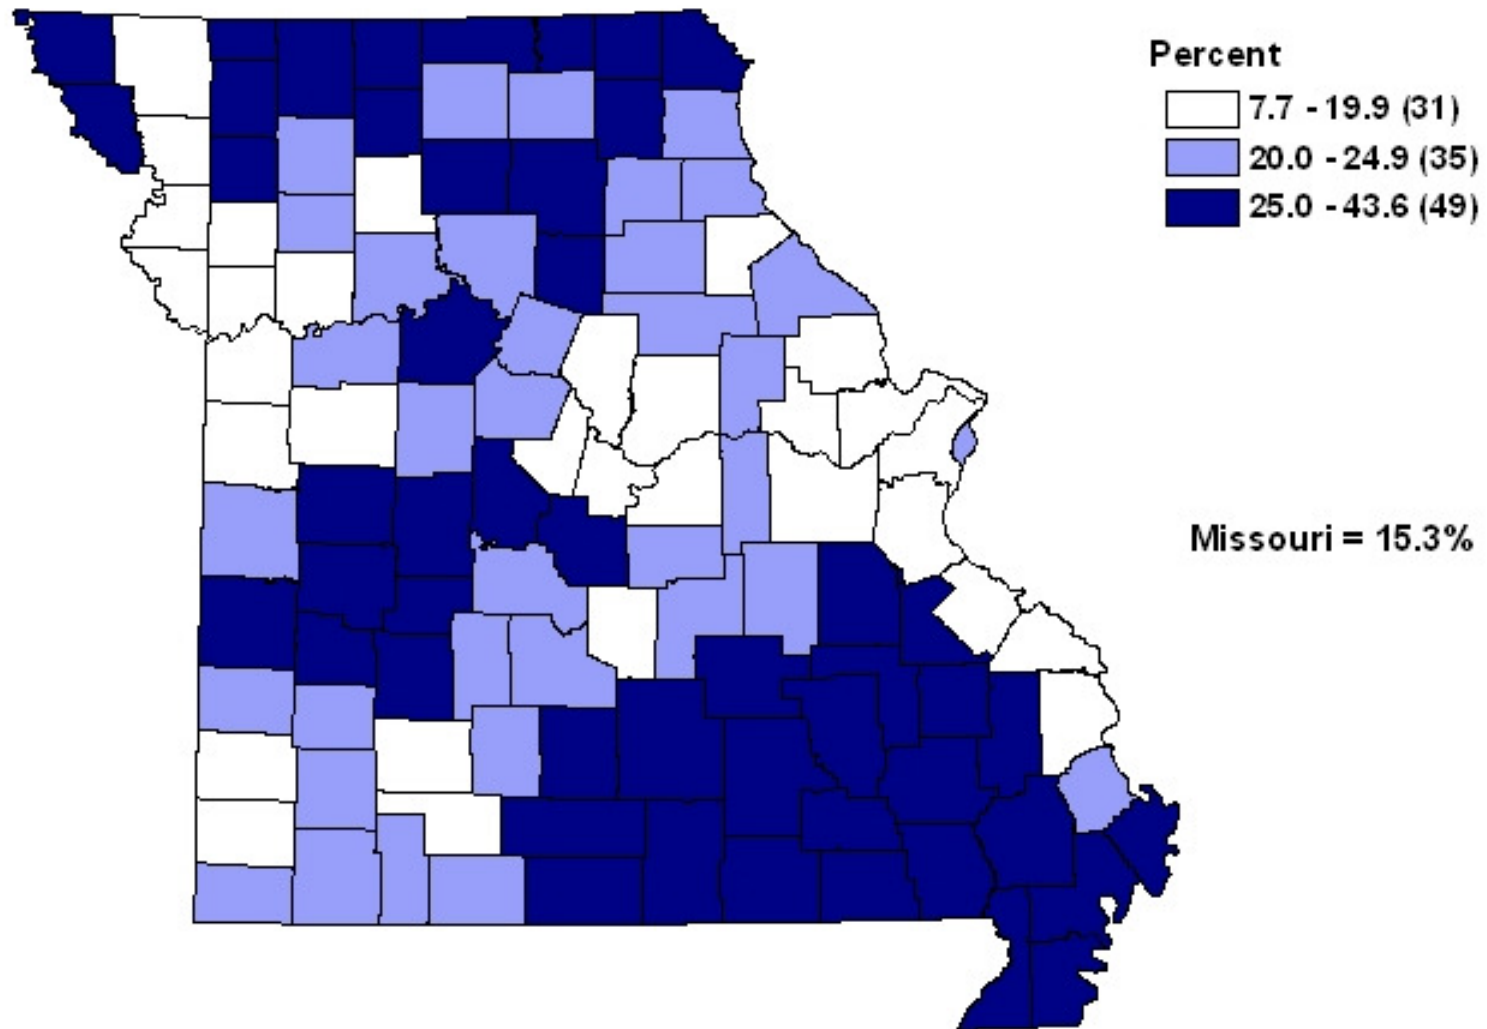 Percent
7.7 - 19.9 (31)
20.0 - 24.9 (35)
25.0 - 43.6 (49)
Missouri = 15.3%